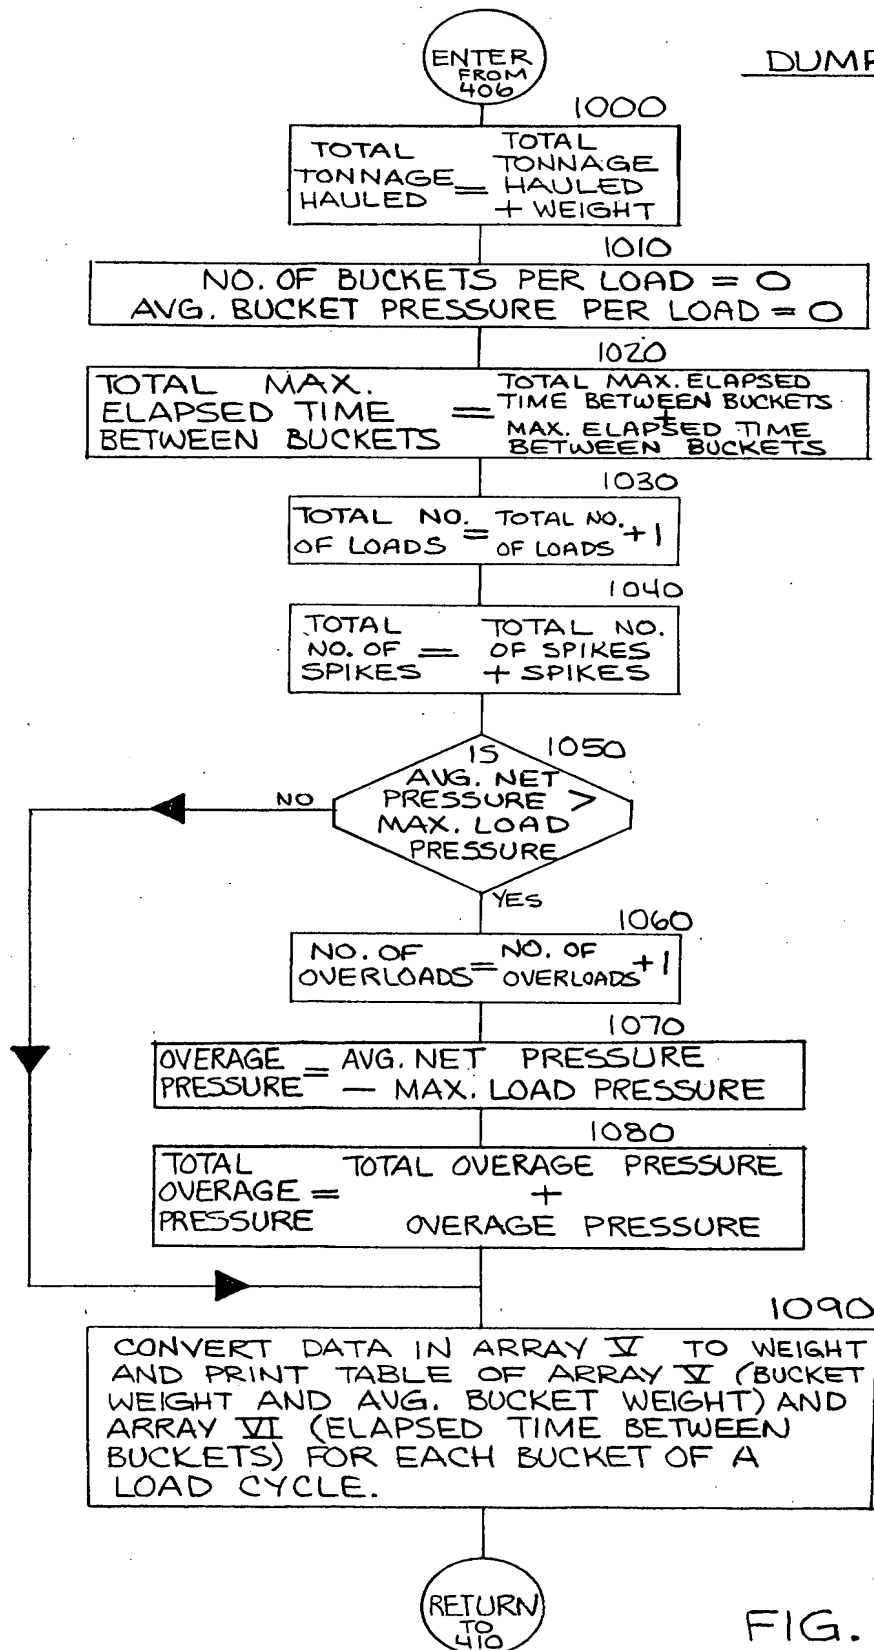 ENTER
FROM
406
DUMP
1000
TOTAL
TONNAGE
HAULED
=
TOTAL
TONNAGE
HAULED
+ WEIGHT
1010
NO. OF BUCKETS PER LOAD = 0
AVG. BUCKET PRESSURE PER LOAD = 0
1020
TOTAL MAX.
ELAPSED TIME
BETWEEN BUCKETS
=
TOTAL MAX. ELAPSED
TIME BETWEEN BUCKETS
+
MAX. ELAPSED TIME
BETWEEN BUCKETS
1030
TOTAL NO.
OF LOADS
=
TOTAL NO.
OF LOADS
+ 1
1040
TOTAL
NO. OF
SPIKES
=
TOTAL NO.
OF SPIKES
+ SPIKES
1050
IS
AVG. NET
PRESSURE >
MAX. LOAD
PRESSURE
NO
YES
1060
NO. OF
OVERLOADS
=
NO. OF
OVERLOADS
+ 1
1070
OVERAGE
PRESSURE
=
AVG. NET PRESSURE
- MAX. LOAD PRESSURE
1080
TOTAL
OVERAGE
PRESSURE
=
TOTAL OVERAGE PRESSURE
+
OVERAGE PRESSURE
1090
CONVERT DATA IN ARRAY V TO WEIGHT
AND PRINT TABLE OF ARRAY V (BUCKET
WEIGHT AND AVG. BUCKET WEIGHT) AND
ARRAY VI (ELAPSED TIME BETWEEN
BUCKETS) FOR EACH BUCKET OF A
LOAD CYCLE.
RETURN
TO
410
FIG.